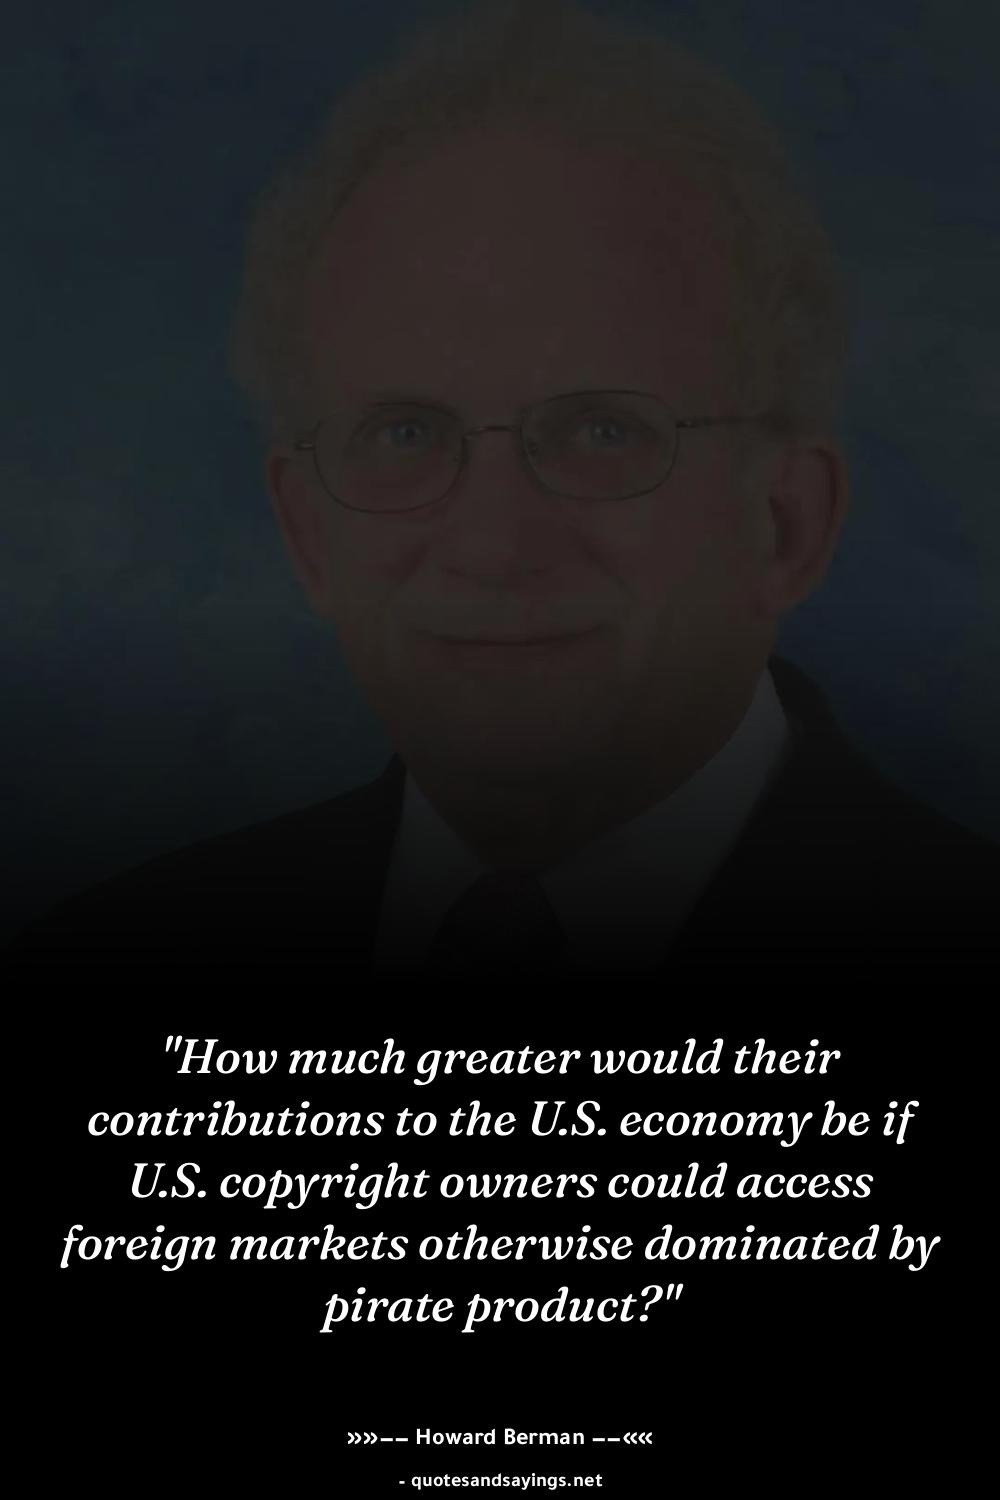 "How much greater would their
contributions to the U.S. economy be if
U.S. copyright owners could access
foreign markets otherwise dominated by
pirate product?"
»»−− Howard Berman −−««
- quotesandsayings.net